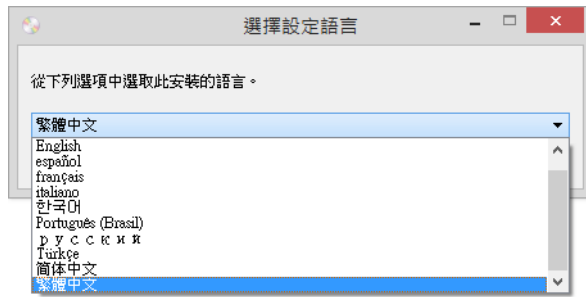 選擇設定語言
從下列選項中選取此安裝的語言。
繁體中文
English
español
français
italiano
한국어
Português (Brasil)
русский
Türkçe
简体中文
繁體中文